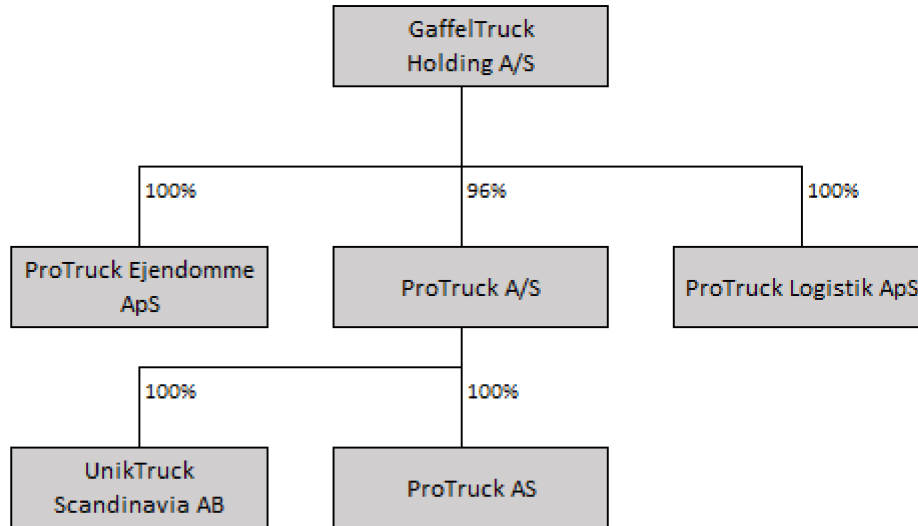 GaffelTruck
Holding A/S
100%
96%
100%
ProTruck Ejendomme
ApS
ProTruck A/S
ProTruck Logistik ApS
100%
100%
UnikTruck
Scandinavia AB
ProTruck AS